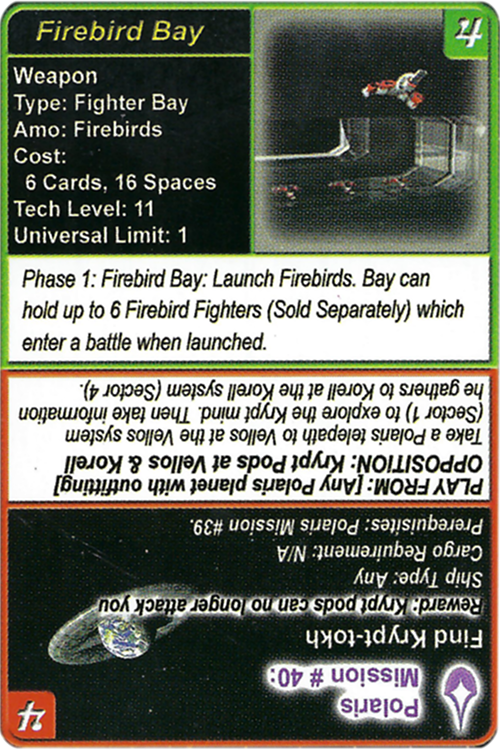 Firebird Bay
Weapon
Type: Fighter Bay
Amo: Firebirds
Cost:
6 Cards, 16 Spaces
Tech Level: 11
Universal Limit: 1
Phase 1: Firebird Bay: Launch Firebirds. Bay can
hold up to 6 Firebird Fighters (Sold Separately) which
enter a battle when launched.
Polaris
Mission # 40:
Find Krypt-tokh
Reward: Krypt pods can no longer attack you
Ship Type: Any
Cargo Requirement: N/A
Prerequisites: Polaris Mission #39.
PLAY FROM: [Any] Polaris planet with outfitting]
OPPOSITION: Krypt Pods at Vellos & Korell
Take a Polaris telepath to Vellos at the Vellos system
(Sector 1) to explore the Krypt mind. Then take information
he gathers to Korell at the Korell system (Sector 4).